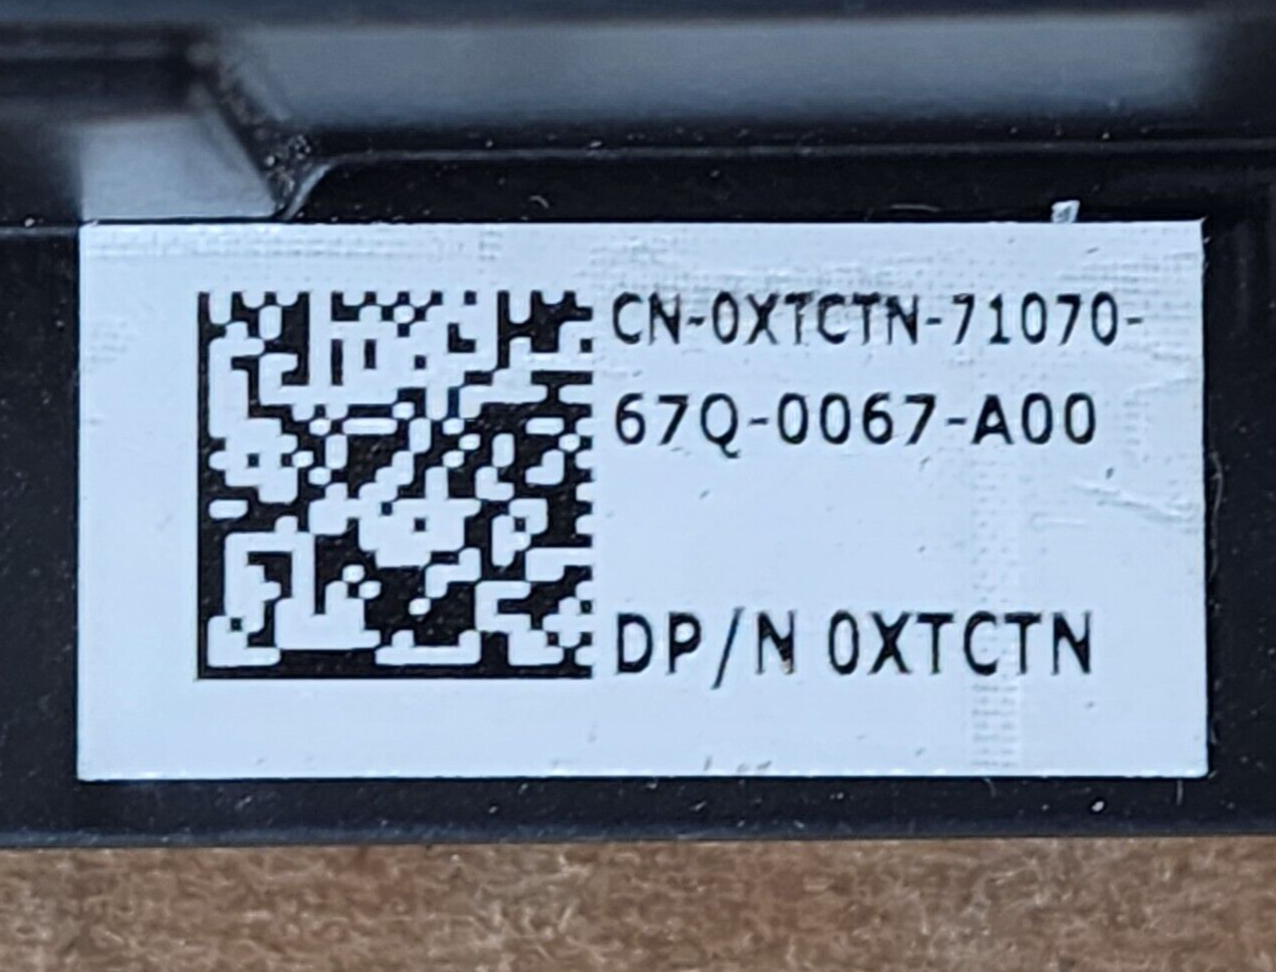 CN-0XTCTN-71070-
67Q-0067-A00
DP/N 0XTCTN